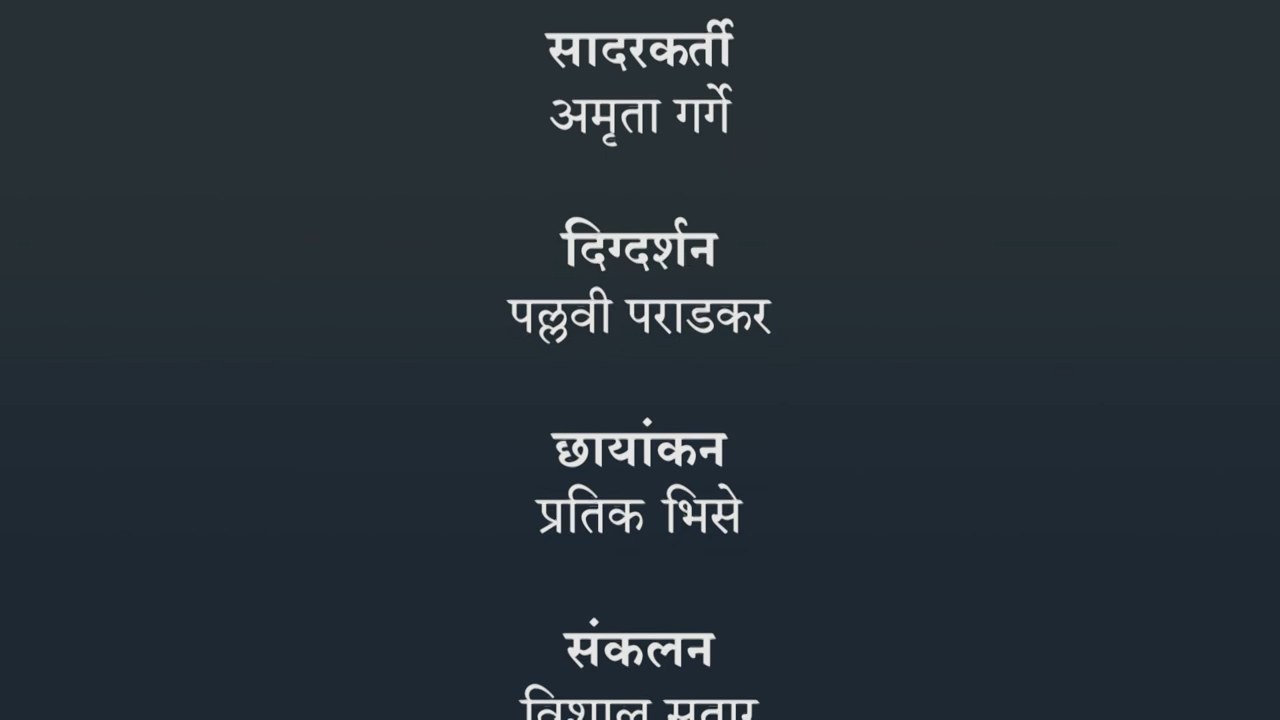 सादरकर्ती
अमृता गर्गे
दिग्दर्शन
पल्लवी पराडकर
छायांकन
प्रतिक भिसे
संकलन
विशाल